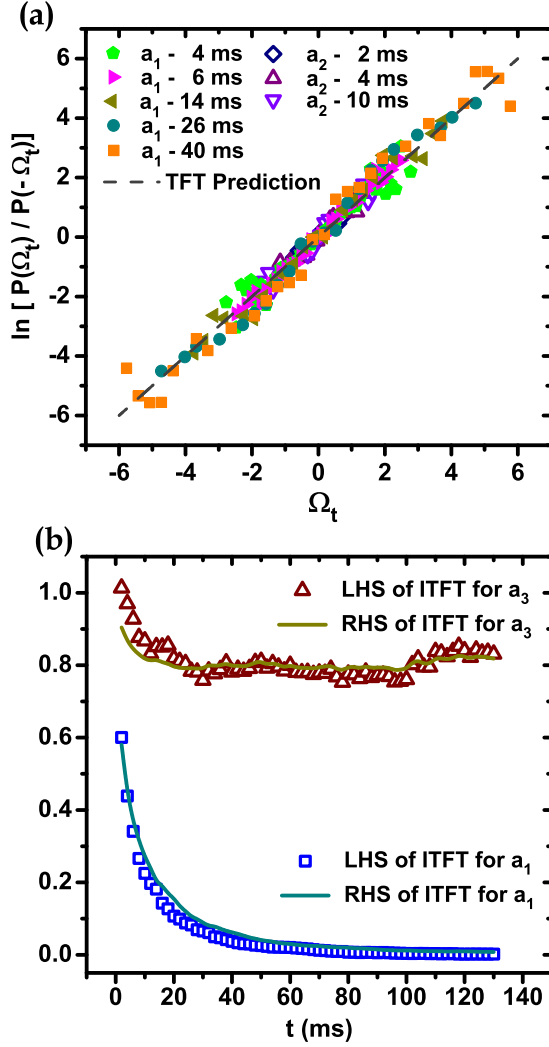 (a)
a₁ - 4 ms
a₁ - 6 ms
a₁ - 14 ms
a₁ - 26 ms
a₁ - 40 ms
TFT Prediction
a₂ - 2 ms
a₂ - 4 ms
a₂ - 10 ms
ln [ P(Ωₜ) / P(- Ωₜ)]
6
4
2
0
-2
-4
-6
-6 -4 -2 0 2 4 6
Ωₜ
(b)
LHS of ITFT for a₃
RHS of ITFT for a₃
LHS of ITFT for a₁
RHS of ITFT for a₁
1.0
0.8
0.6
0.4
0.2
0.0
0 20 40 60 80 100 120 140
t (ms)